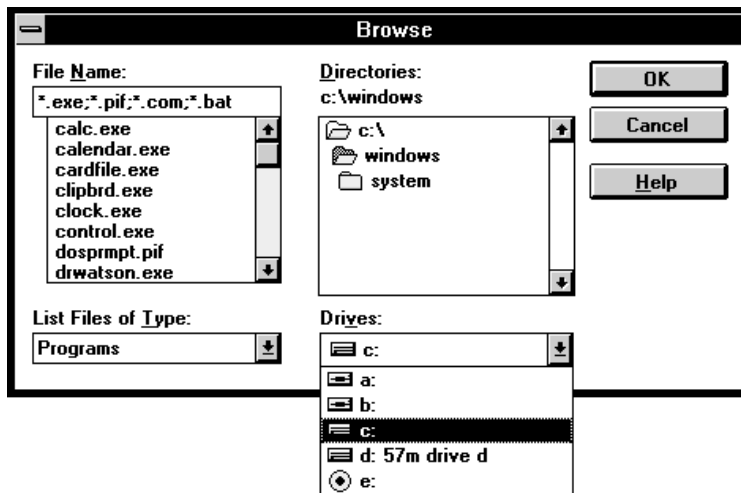 Browse
File Name:
*.exe;*.pif;*.com;*.bat
calc.exe
calendar.exe
cardfile.exe
clipbrd.exe
clock.exe
control.exe
dosprmpt.pif
drwatson.exe
List Files of Type:
Programs
Directories:
c:\windows
c:\
windows
system
Drives:
c:
a:
b:
c:
d: 57m drive d
e:
OK
Cancel
Help